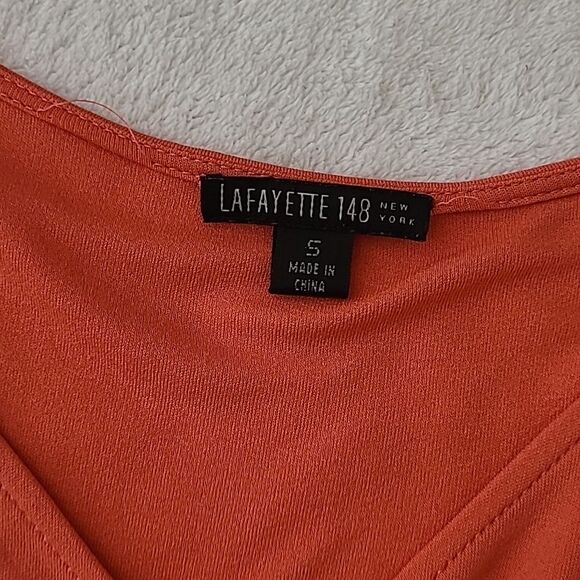 LAFAYETTE 148 NEW YORK
S
MADE IN
CHINA